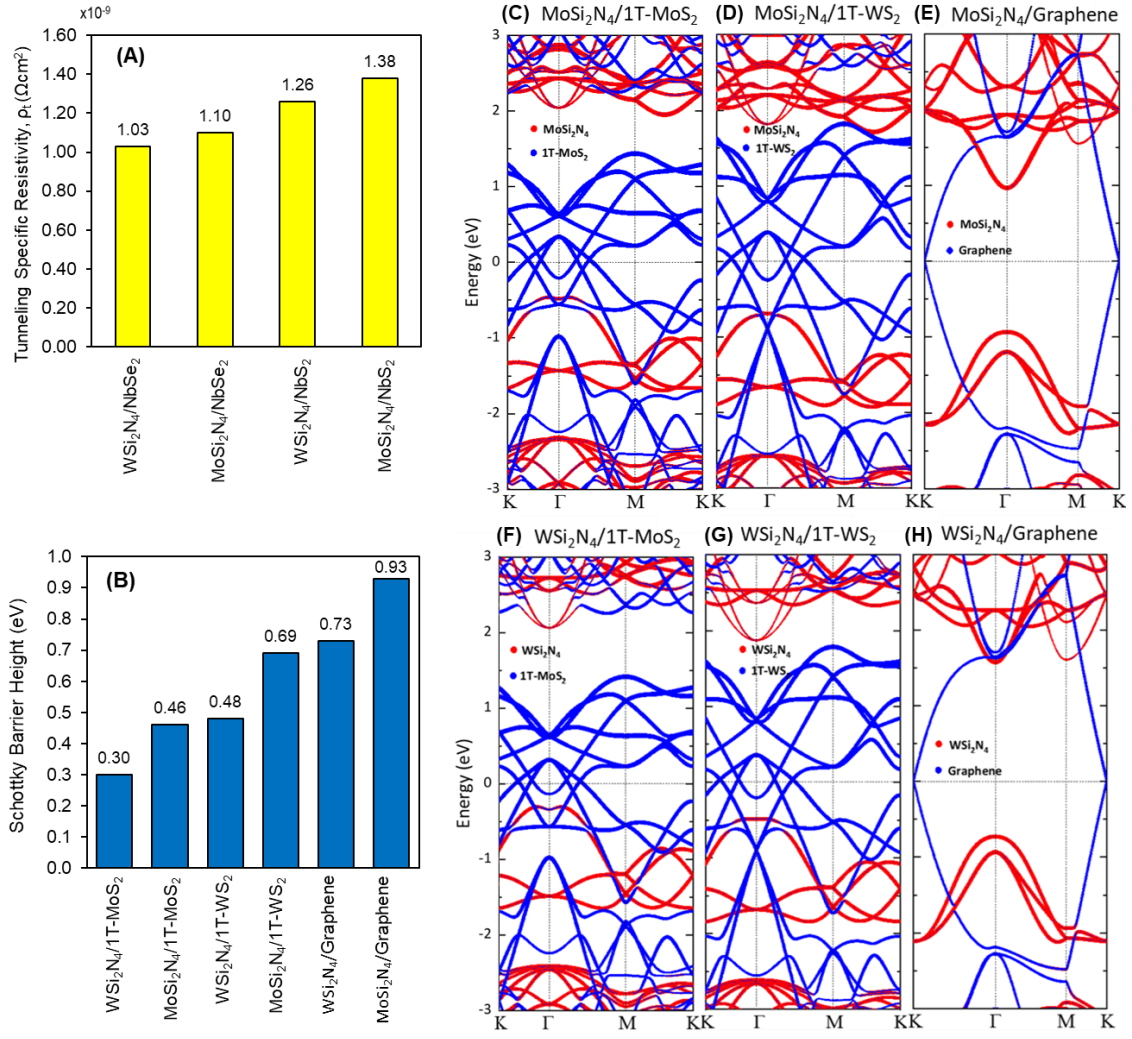 x10⁻⁹
(A)
Tunneling Specific Resistivity, ρₜ (Ωcm²)
1.60
1.40
1.20
1.00
0.80
0.60
0.40
0.20
0.00
1.03
1.10
1.26
1.38
WSi₂N₄/NbSe₂
MoSi₂N₄/NbSe₂
WSi₂N₄/NbS₂
MoSi₂N₄/NbS₂
(B)
Schottky Barrier Height (eV)
1.0
0.9
0.8
0.7
0.6
0.5
0.4
0.3
0.2
0.1
0.0
0.30
0.46
0.48
0.69
0.73
0.93
WSi₂N₄/1T-MoS₂
MoSi₂N₄/1T-MoS₂
WSi₂N₄/1T-WS₂
MoSi₂N₄/1T-WS₂
WSi₂N₄/Graphene
MoSi₂N₄/Graphene
(C) MoSi₂N₄/1T-MoS₂
Energy (eV)
3
2
1
0
-1
-2
-3
MoSi₂N₄
1T-MoS₂
K Γ M K
(D) MoSi₂N₄/1T-WS₂
MoSi₂N₄
1T-WS₂
Γ M K
(E) MoSi₂N₄/Graphene
MoSi₂N₄
Graphene
K Γ M K
(F) WSi₂N₄/1T-MoS₂
Energy (eV)
3
2
1
0
-1
-2
-3
WSi₂N₄
1T-MoS₂
K Γ M K
(G) WSi₂N₄/1T-WS₂
WSi₂N₄
1T-WS
Γ M K
(H) WSi₂N₄/Graphene
WSi₂N₄
Graphene
K Γ M K